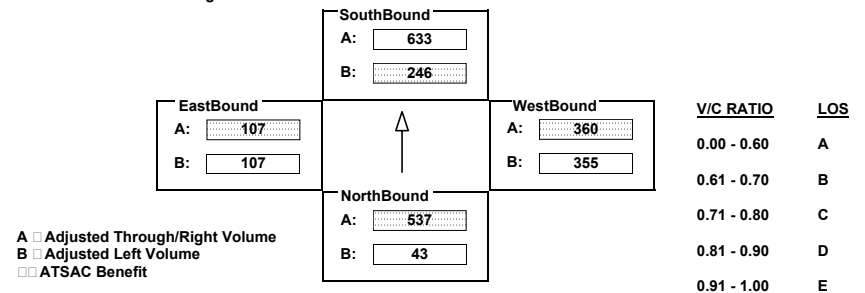 SouthBound
A: 633
B: 246
EastBound
A: 107
B: 107
WestBound
A: 360
B: 355
NorthBound
A: 537
B: 43
A □ Adjusted Through/Right Volume
B □ Adjusted Left Volume
□□ ATSAC Benefit
V/C RATIO LOS
0.00 - 0.60 A
0.61 - 0.70 B
0.71 - 0.80 C
0.81 - 0.90 D
0.91 - 1.00 E